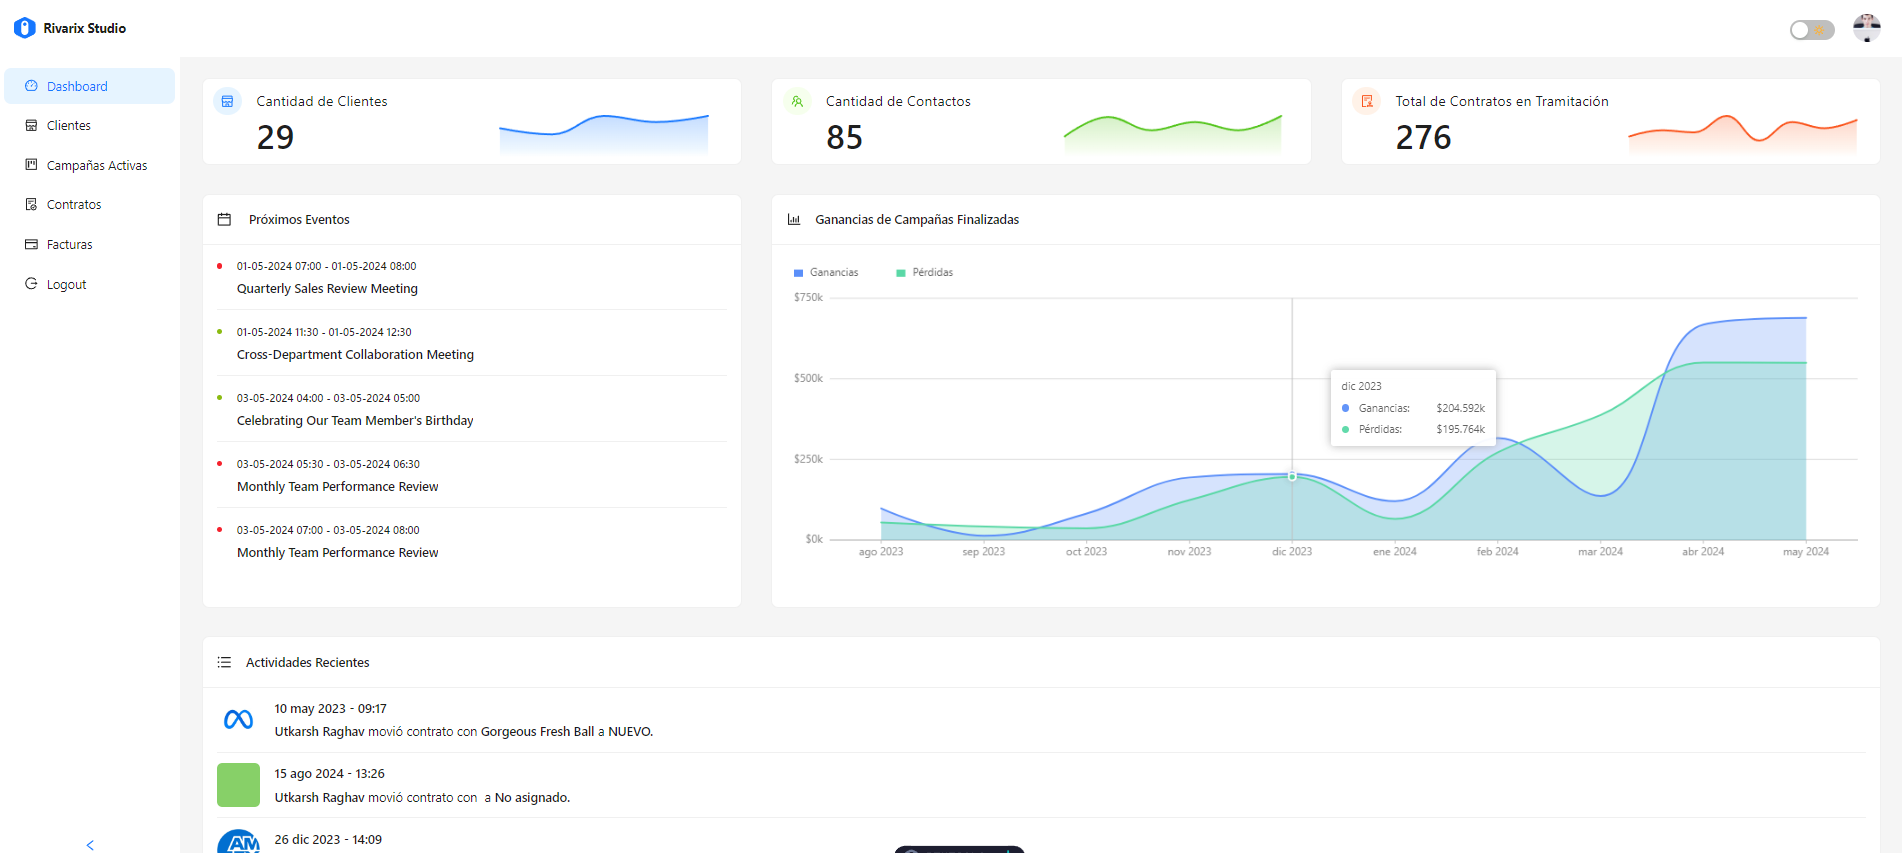 Rivarix Studio
Dashboard
Clientes
Campañas Activas
Contratos
Facturas
Logout
Cantidad de Clientes
29
Cantidad de Contactos
85
Total de Contratos en Tramitación
276
Próximos Eventos
01-05-2024 07:00 - 01-05-2024 08:00
Quarterly Sales Review Meeting
01-05-2024 11:30 - 01-05-2024 12:30
Cross-Department Collaboration Meeting
03-05-2024 04:00 - 03-05-2024 05:00
Celebrating Our Team Member's Birthday
03-05-2024 05:30 - 03-05-2024 06:30
Monthly Team Performance Review
03-05-2024 07:00 - 03-05-2024 08:00
Monthly Team Performance Review
Ganancias de Campañas Finalizadas
Ganancias Pérdidas
$750k
$500k
$250k
$0k
dic 2023
Ganancias: $204.592k
Pérdidas: $195.764k
ago 2023 sep 2023 oct 2023 nov 2023 dic 2023 ene 2024 feb 2024 mar 2024 abr 2024 may 2024
Actividades Recientes
10 may 2023 - 09:17
Utkarsh Raghav movió contrato con Gorgeous Fresh Ball a NUEVO.
15 ago 2024 - 13:26
Utkarsh Raghav movió contrato con a No asignado.
AM
26 dic 2023 - 14:09